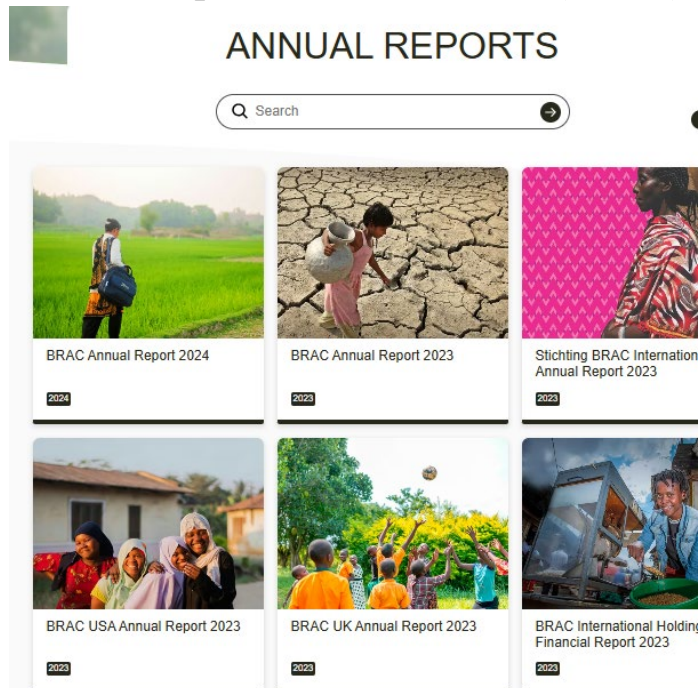 ANNUAL REPORTS
Search
BRAC Annual Report 2024
2024
BRAC Annual Report 2023
2023
Stichting BRAC Internation
Annual Report 2023
2023
BRAC USA Annual Report 2023
2023
BRAC UK Annual Report 2023
2023
BRAC International Holding
Financial Report 2023
2023